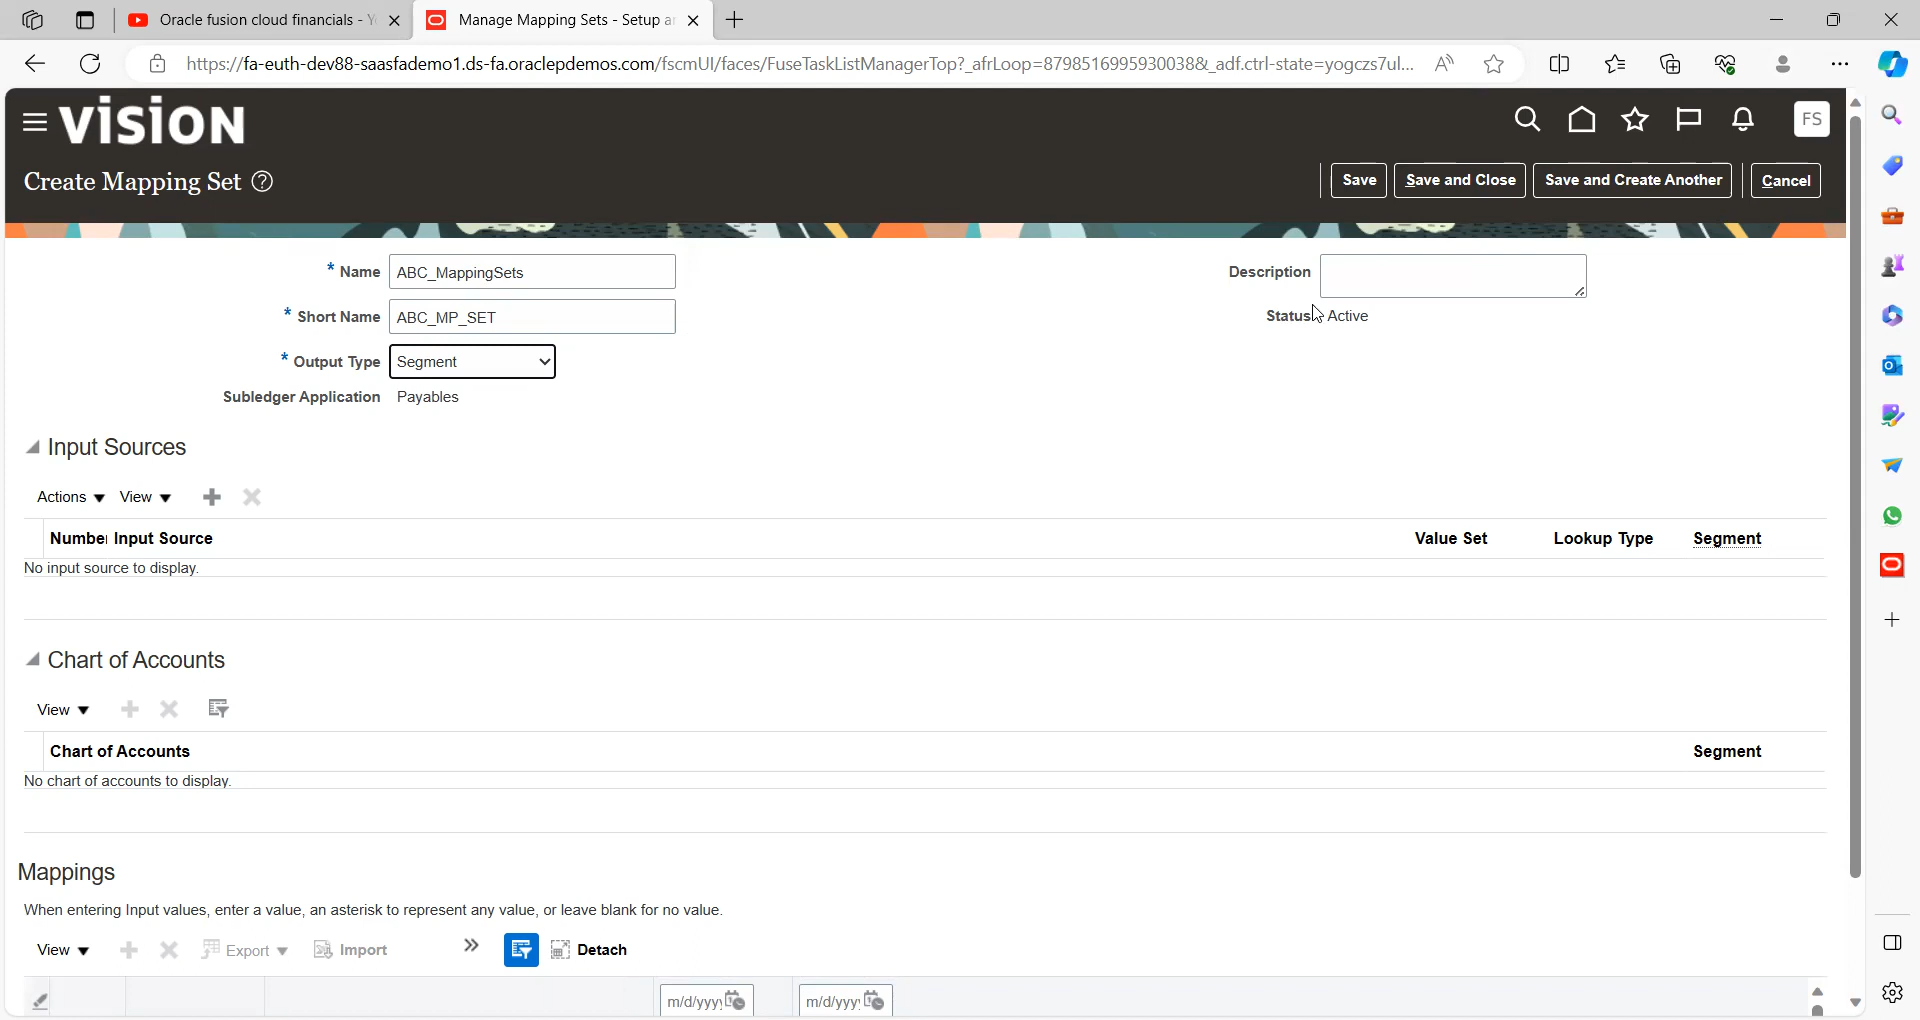 Oracle fusion cloud financials - Y
Manage Mapping Sets - Setup a
https://fa-euth-dev88-saasfademo1.ds-fa.oraclepdemos.com/fscmUI/faces/FuseTaskListManagerTop?_afrLoop=87985169959930038&_adf.ctrl-state=yogczs7ul...
VISION
FS
Create Mapping Set ?
Save
Save and Close
Save and Create Another
Cancel
* Name ABC_MappingSets
Description
* Short Name ABC_MP_SET
Status Active
* Output Type Segment
Subledger Application Payables
Input Sources
Actions View
Number Input Source Value Set Lookup Type Segment
No input source to display.
Chart of Accounts
View
Chart of Accounts Segment
No chart of accounts to display.
Mappings
When entering Input values, enter a value, an asterisk to represent any value, or leave blank for no value.
View Export Import » Detach
m/d/yyy m/d/yyy